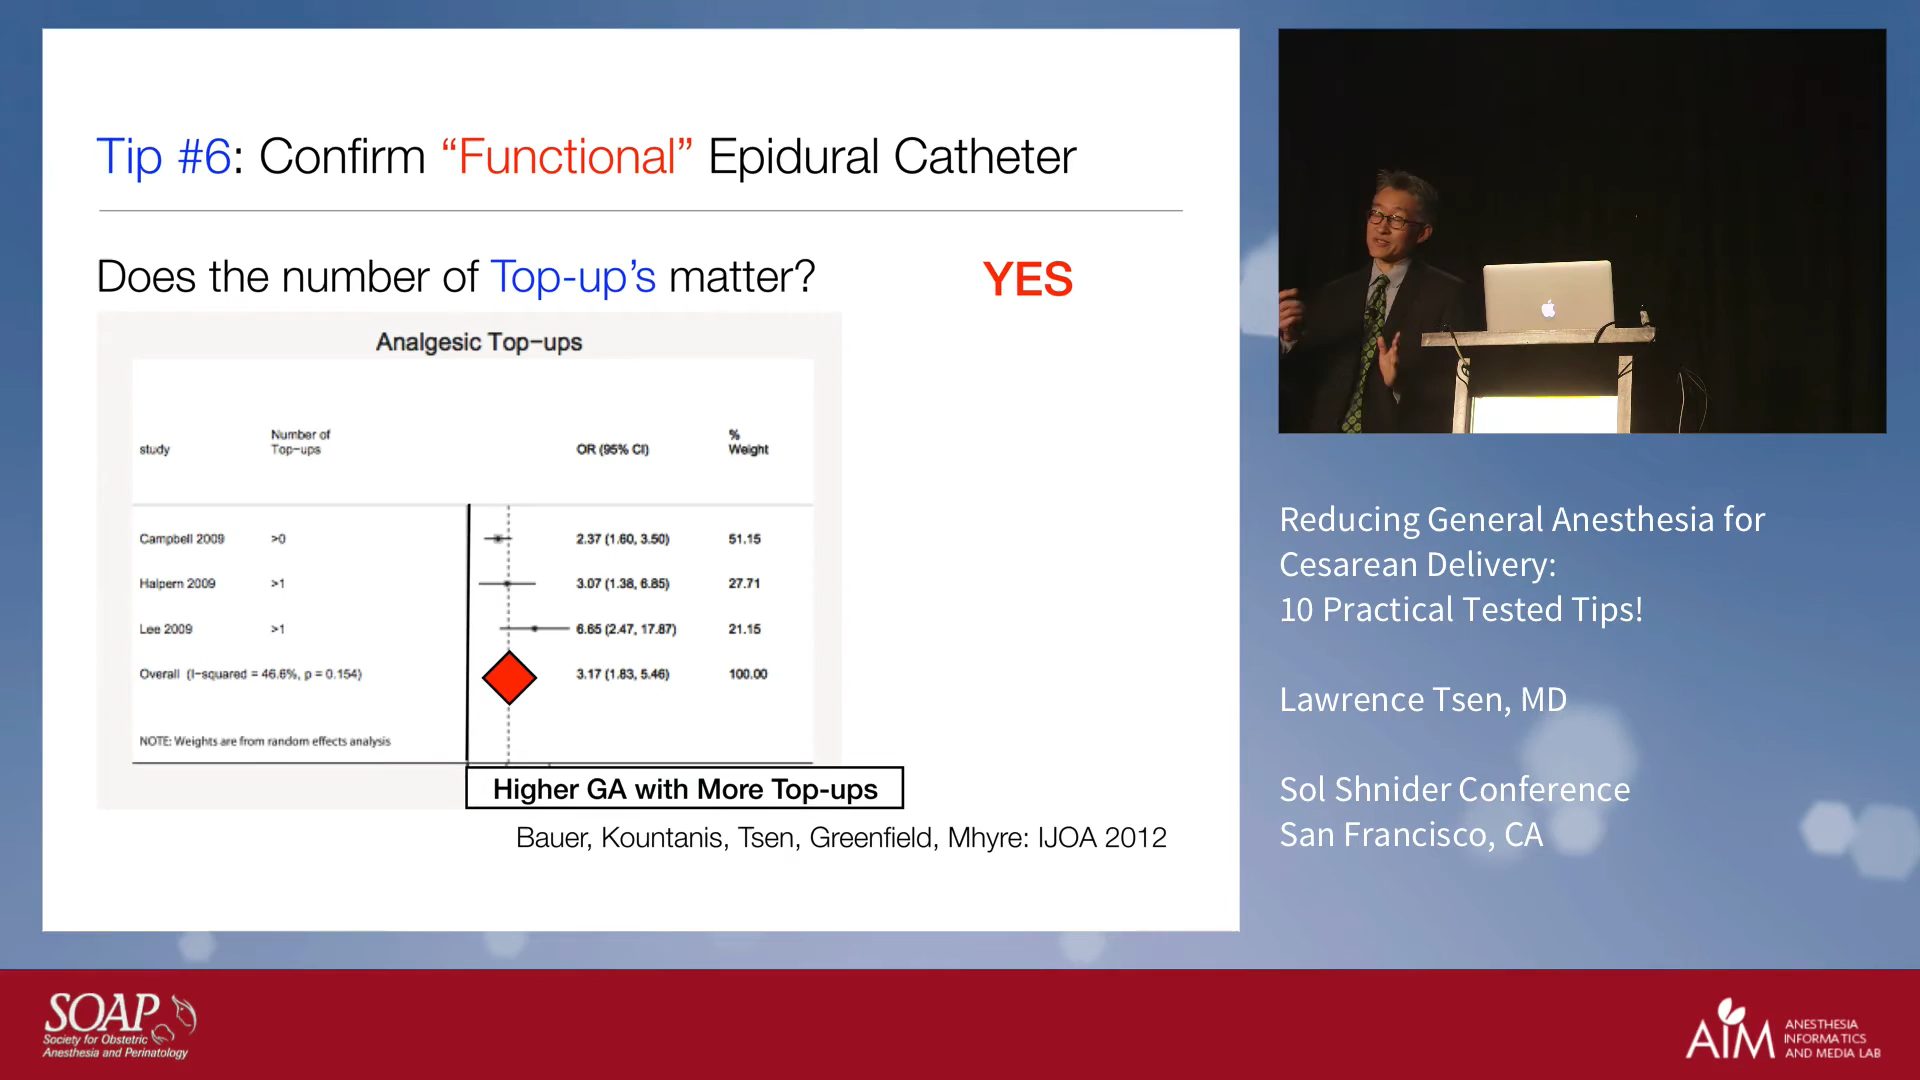 Tip #6: Confirm “Functional” Epidural Catheter
Does the number of Top-up’s matter? YES
Analgesic Top-ups
study Number of Top-ups OR (95% CI) % Weight
Campbell 2009 >0 2.37 (1.60, 3.50) 51.15
Halpern 2009 >1 3.07 (1.38, 6.85) 27.71
Lee 2009 >1 6.65 (2.47, 17.87) 21.15
Overall (I-squared = 46.6%, p = 0.154) 3.17 (1.83, 5.46) 100.00
NOTE: Weights are from random effects analysis
Higher GA with More Top-ups
Bauer, Kountanis, Tsen, Greenfield, Mhyre: IJOA 2012
Reducing General Anesthesia for
Cesarean Delivery:
10 Practical Tested Tips!
Lawrence Tsen, MD
Sol Shnider Conference
San Francisco, CA
SOAP
Society for Obstetric
Anesthesia and Perinatology
AIM
ANESTHESIA
INFORMATICS
AND MEDIA LAB